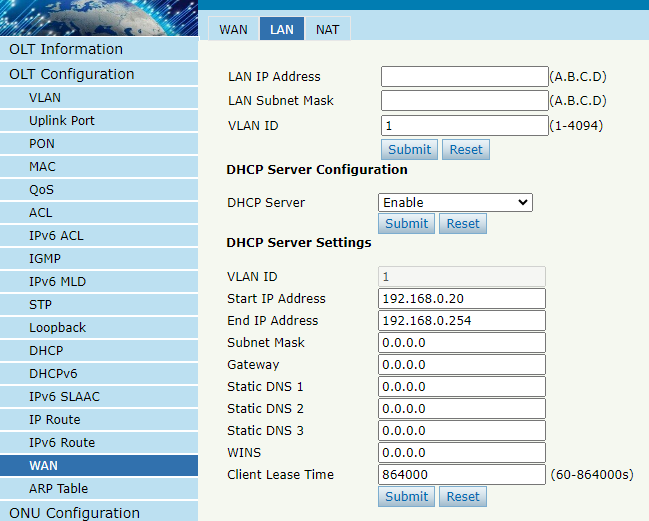 WAN LAN NAT
OLT Information
OLT Configuration
VLAN
Uplink Port
PON
MAC
QoS
ACL
IPv6 ACL
IGMP
IPv6 MLD
STP
Loopback
DHCP
DHCPv6
IPv6 SLAAC
IP Route
IPv6 Route
WAN
ARP Table
ONU Configuration
LAN IP Address (A.B.C.D)
LAN Subnet Mask (A.B.C.D)
VLAN ID 1 (1-4094)
Submit Reset
DHCP Server Configuration
DHCP Server Enable
Submit Reset
DHCP Server Settings
VLAN ID 1
Start IP Address 192.168.0.20
End IP Address 192.168.0.254
Subnet Mask 0.0.0.0
Gateway 0.0.0.0
Static DNS 1 0.0.0.0
Static DNS 2 0.0.0.0
Static DNS 3 0.0.0.0
WINS 0.0.0.0
Client Lease Time 864000 (60-864000s)
Submit Reset